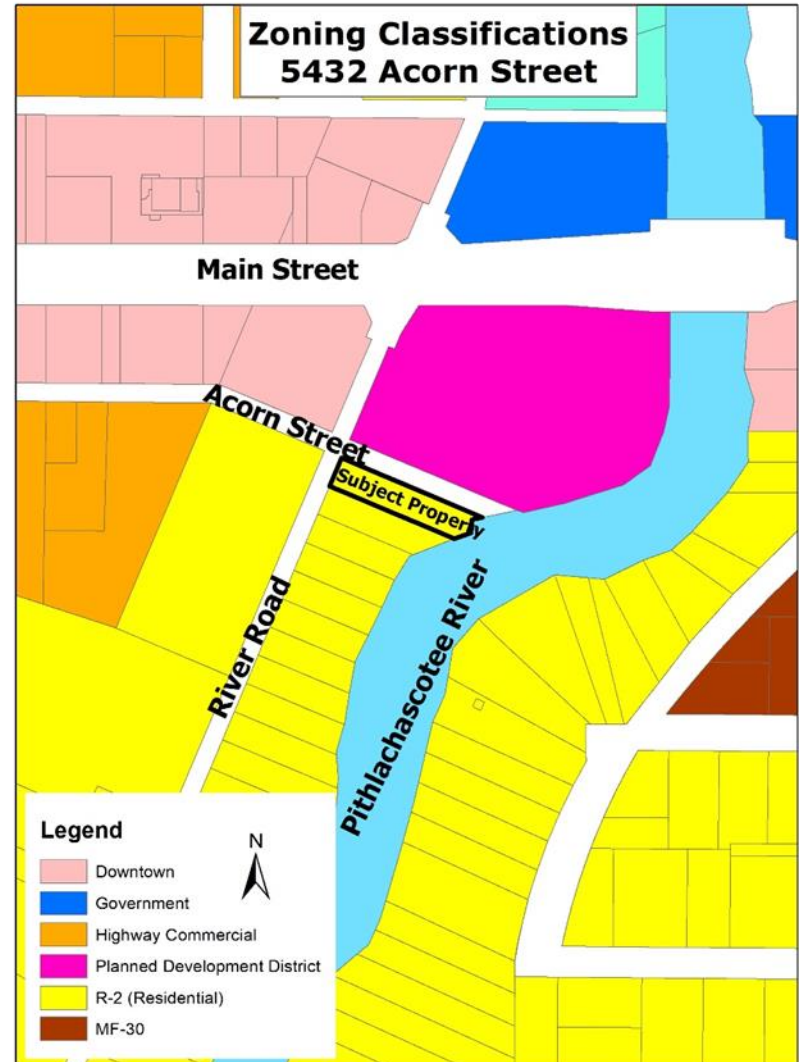 Zoning Classifications
5432 Acorn Street
Main Street
Acorn Street
Subject Property
River Road
Pithlachascotee River
Legend
N
Downtown
Government
Highway Commercial
Planned Development District
R-2 (Residential)
MF-30